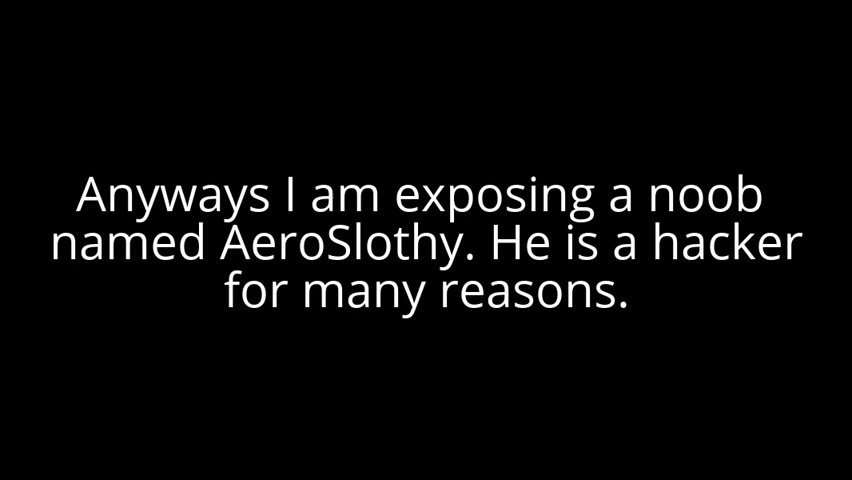 Anyways I am exposing a noob
named AeroSlothy. He is a hacker
for many reasons.